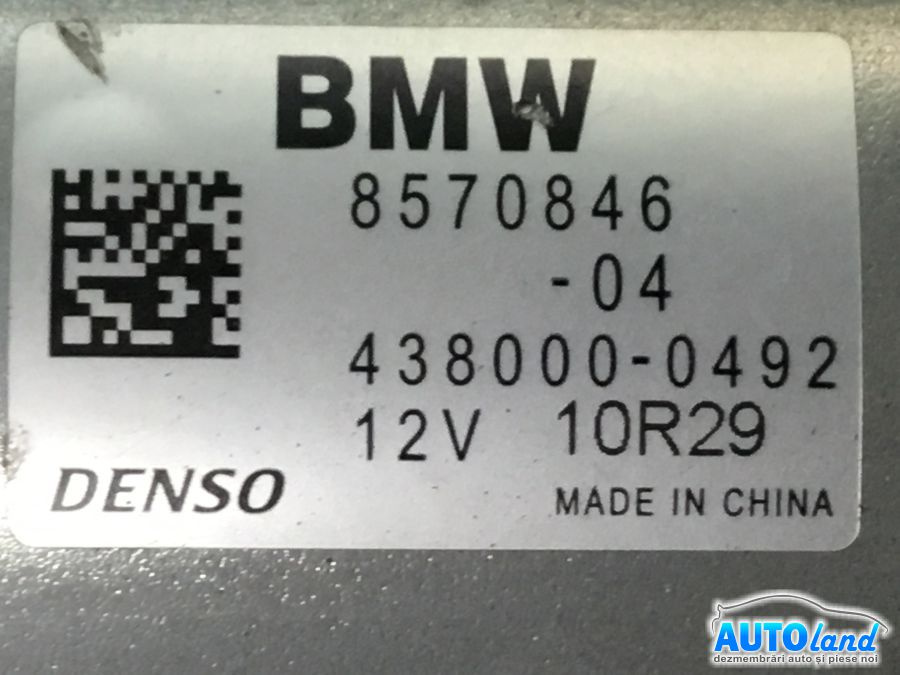 BMW
8570846
-04
438000-0492
12V 10R29
DENSO
MADE IN CHINA
AUTOland
dezmembrări auto și piese noi